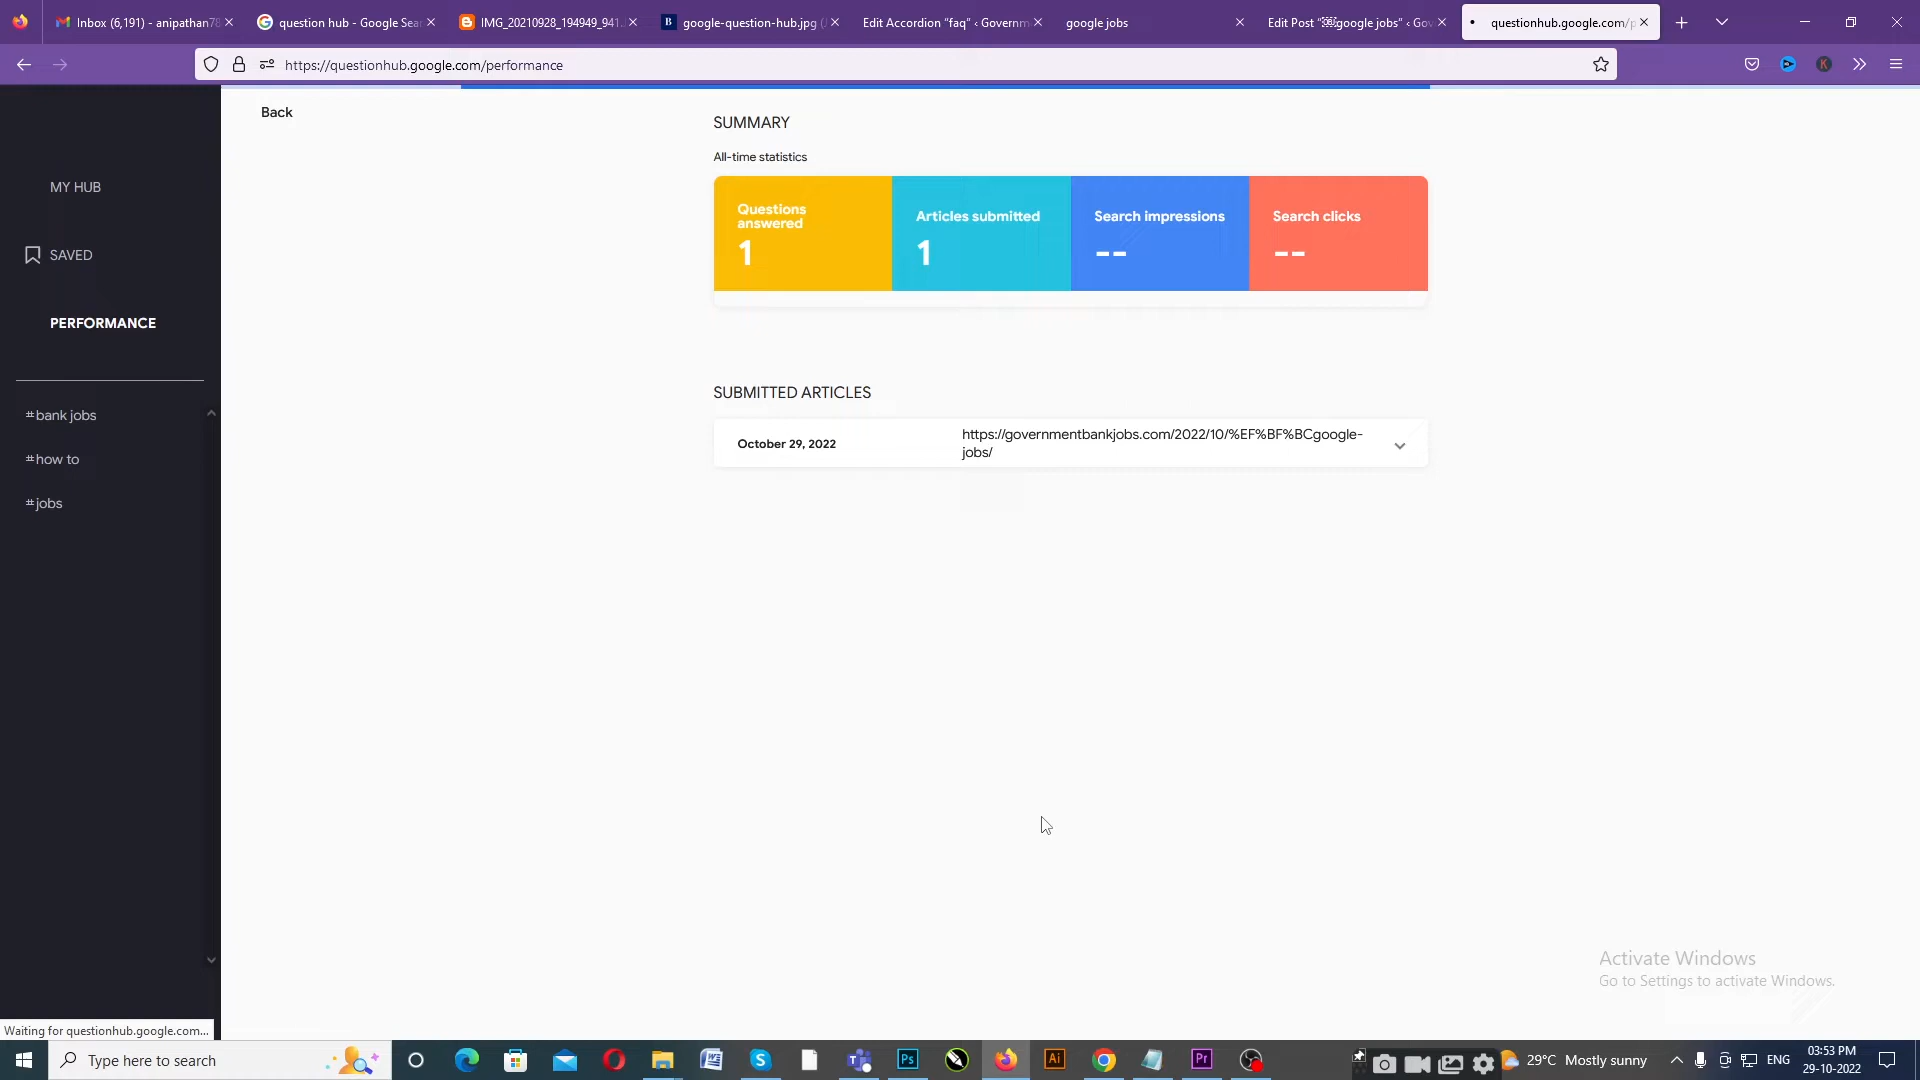 Inbox (6,191) - anipathan78
question hub - Google Sea
IMG_20210928_194949_941.
google-question-hub.jpg (
Edit Accordion “faq” ‹ Governm
google jobs
Edit Post “￼google jobs” ‹ Gov
questionhub.google.com/p
https://questionhub.google.com/performance
Back
MY HUB
SAVED
PERFORMANCE
#bank jobs
#how to
#jobs
SUMMARY
All-time statistics
Questions
answered
1
Articles submitted
1
Search impressions
--
Search clicks
--
SUBMITTED ARTICLES
October 29, 2022
https://governmentbankjobs.com/2022/10/%EF%BF%BCgoogle-
jobs/
Activate Windows
Go to Settings to activate Windows.
Waiting for questionhub.google.com...
Type here to search
29°C Mostly sunny
ENG
03:53 PM
29-10-2022